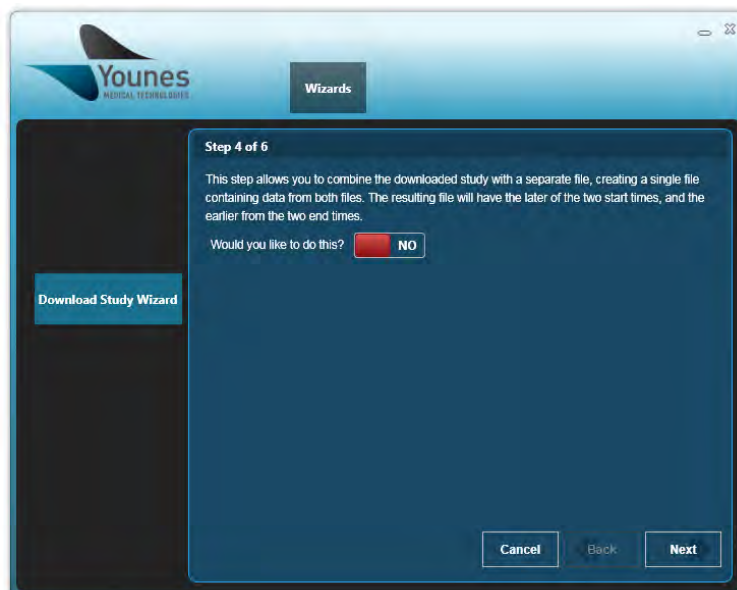 Younes
MEDICAL TECHNOLOGIES
Wizards
Step 4 of 6
This step allows you to combine the downloaded study with a separate file, creating a single file
containing data from both files. The resulting file will have the later of the two start times, and the
earlier from the two end times.
Would you like to do this? NO
Download Study Wizard
Cancel Back Next